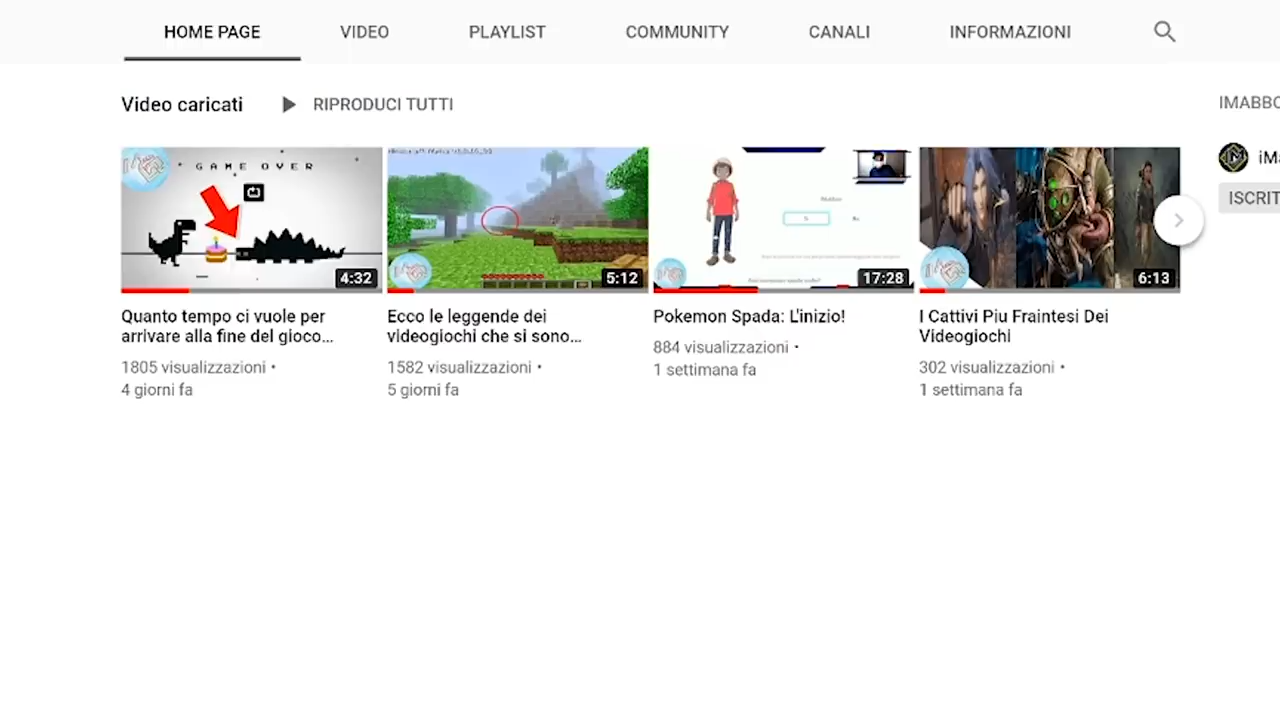 HOME PAGE VIDEO PLAYLIST COMMUNITY CANALI INFORMAZIONI
Video caricati RIPRODUCI TUTTI
IMABBO
GAME OVER
4:32
5:12
17:28
6:13
iMa
ISCRIT
Quanto tempo ci vuole per
arrivare alla fine del gioco...
1805 visualizzazioni •
4 giorni fa
Ecco le leggende dei
videogiochi che si sono...
1582 visualizzazioni •
5 giorni fa
Pokemon Spada: L'inizio!
884 visualizzazioni •
1 settimana fa
I Cattivi Piu Fraintesi Dei
Videogiochi
302 visualizzazioni •
1 settimana fa